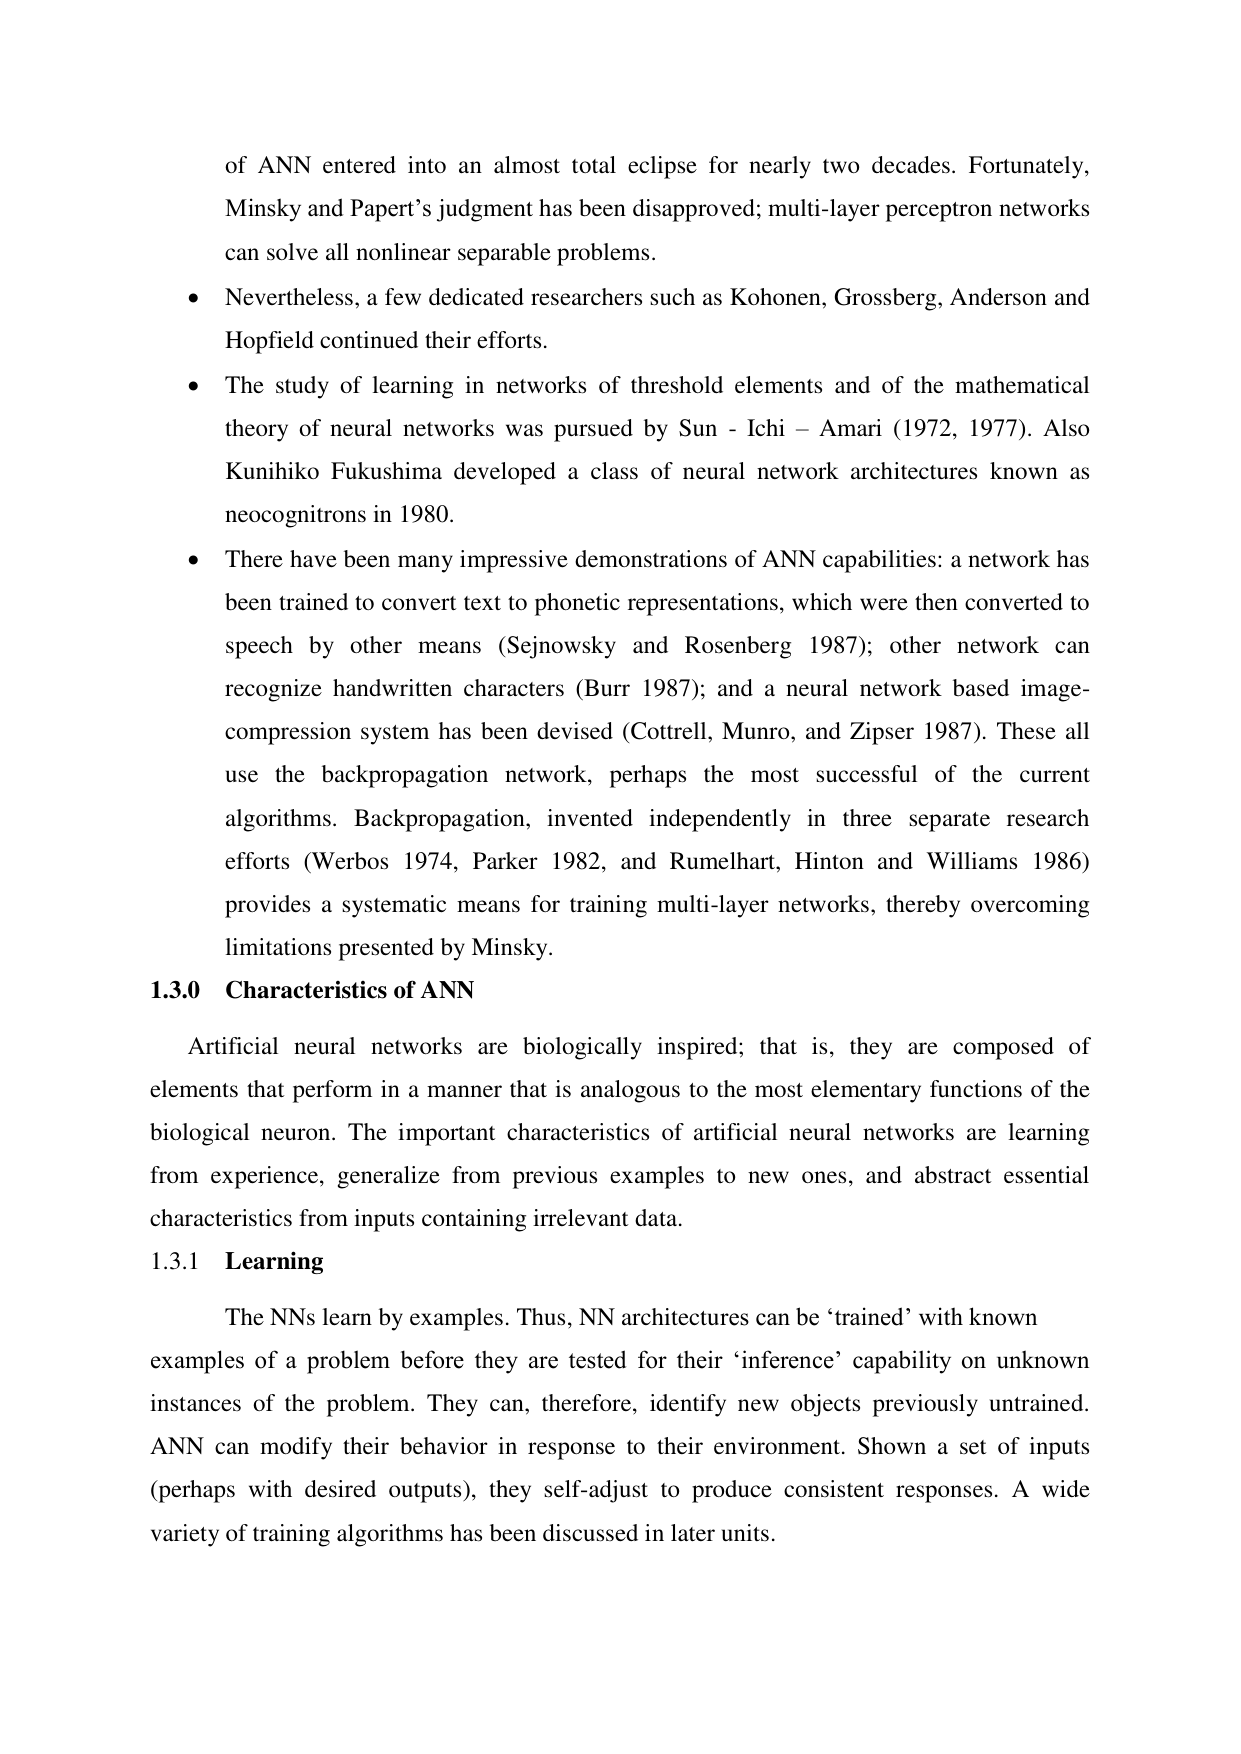 of ANN entered into an almost total eclipse for nearly two decades. Fortunately,
Minsky and Papert’s judgment has been disapproved; multi-layer perceptron networks
can solve all nonlinear separable problems.
• Nevertheless, a few dedicated researchers such as Kohonen, Grossberg, Anderson and
Hopfield continued their efforts.
• The study of learning in networks of threshold elements and of the mathematical
theory of neural networks was pursued by Sun - Ichi – Amari (1972, 1977). Also
Kunihiko Fukushima developed a class of neural network architectures known as
neocognitrons in 1980.
• There have been many impressive demonstrations of ANN capabilities: a network has
been trained to convert text to phonetic representations, which were then converted to
speech by other means (Sejnowsky and Rosenberg 1987); other network can
recognize handwritten characters (Burr 1987); and a neural network based image-
compression system has been devised (Cottrell, Munro, and Zipser 1987). These all
use the backpropagation network, perhaps the most successful of the current
algorithms. Backpropagation, invented independently in three separate research
efforts (Werbos 1974, Parker 1982, and Rumelhart, Hinton and Williams 1986)
provides a systematic means for training multi-layer networks, thereby overcoming
limitations presented by Minsky.
1.3.0 Characteristics of ANN
Artificial neural networks are biologically inspired; that is, they are composed of
elements that perform in a manner that is analogous to the most elementary functions of the
biological neuron. The important characteristics of artificial neural networks are learning
from experience, generalize from previous examples to new ones, and abstract essential
characteristics from inputs containing irrelevant data.
1.3.1 Learning
The NNs learn by examples. Thus, NN architectures can be ‘trained’ with known
examples of a problem before they are tested for their ‘inference’ capability on unknown
instances of the problem. They can, therefore, identify new objects previously untrained.
ANN can modify their behavior in response to their environment. Shown a set of inputs
(perhaps with desired outputs), they self-adjust to produce consistent responses. A wide
variety of training algorithms has been discussed in later units.